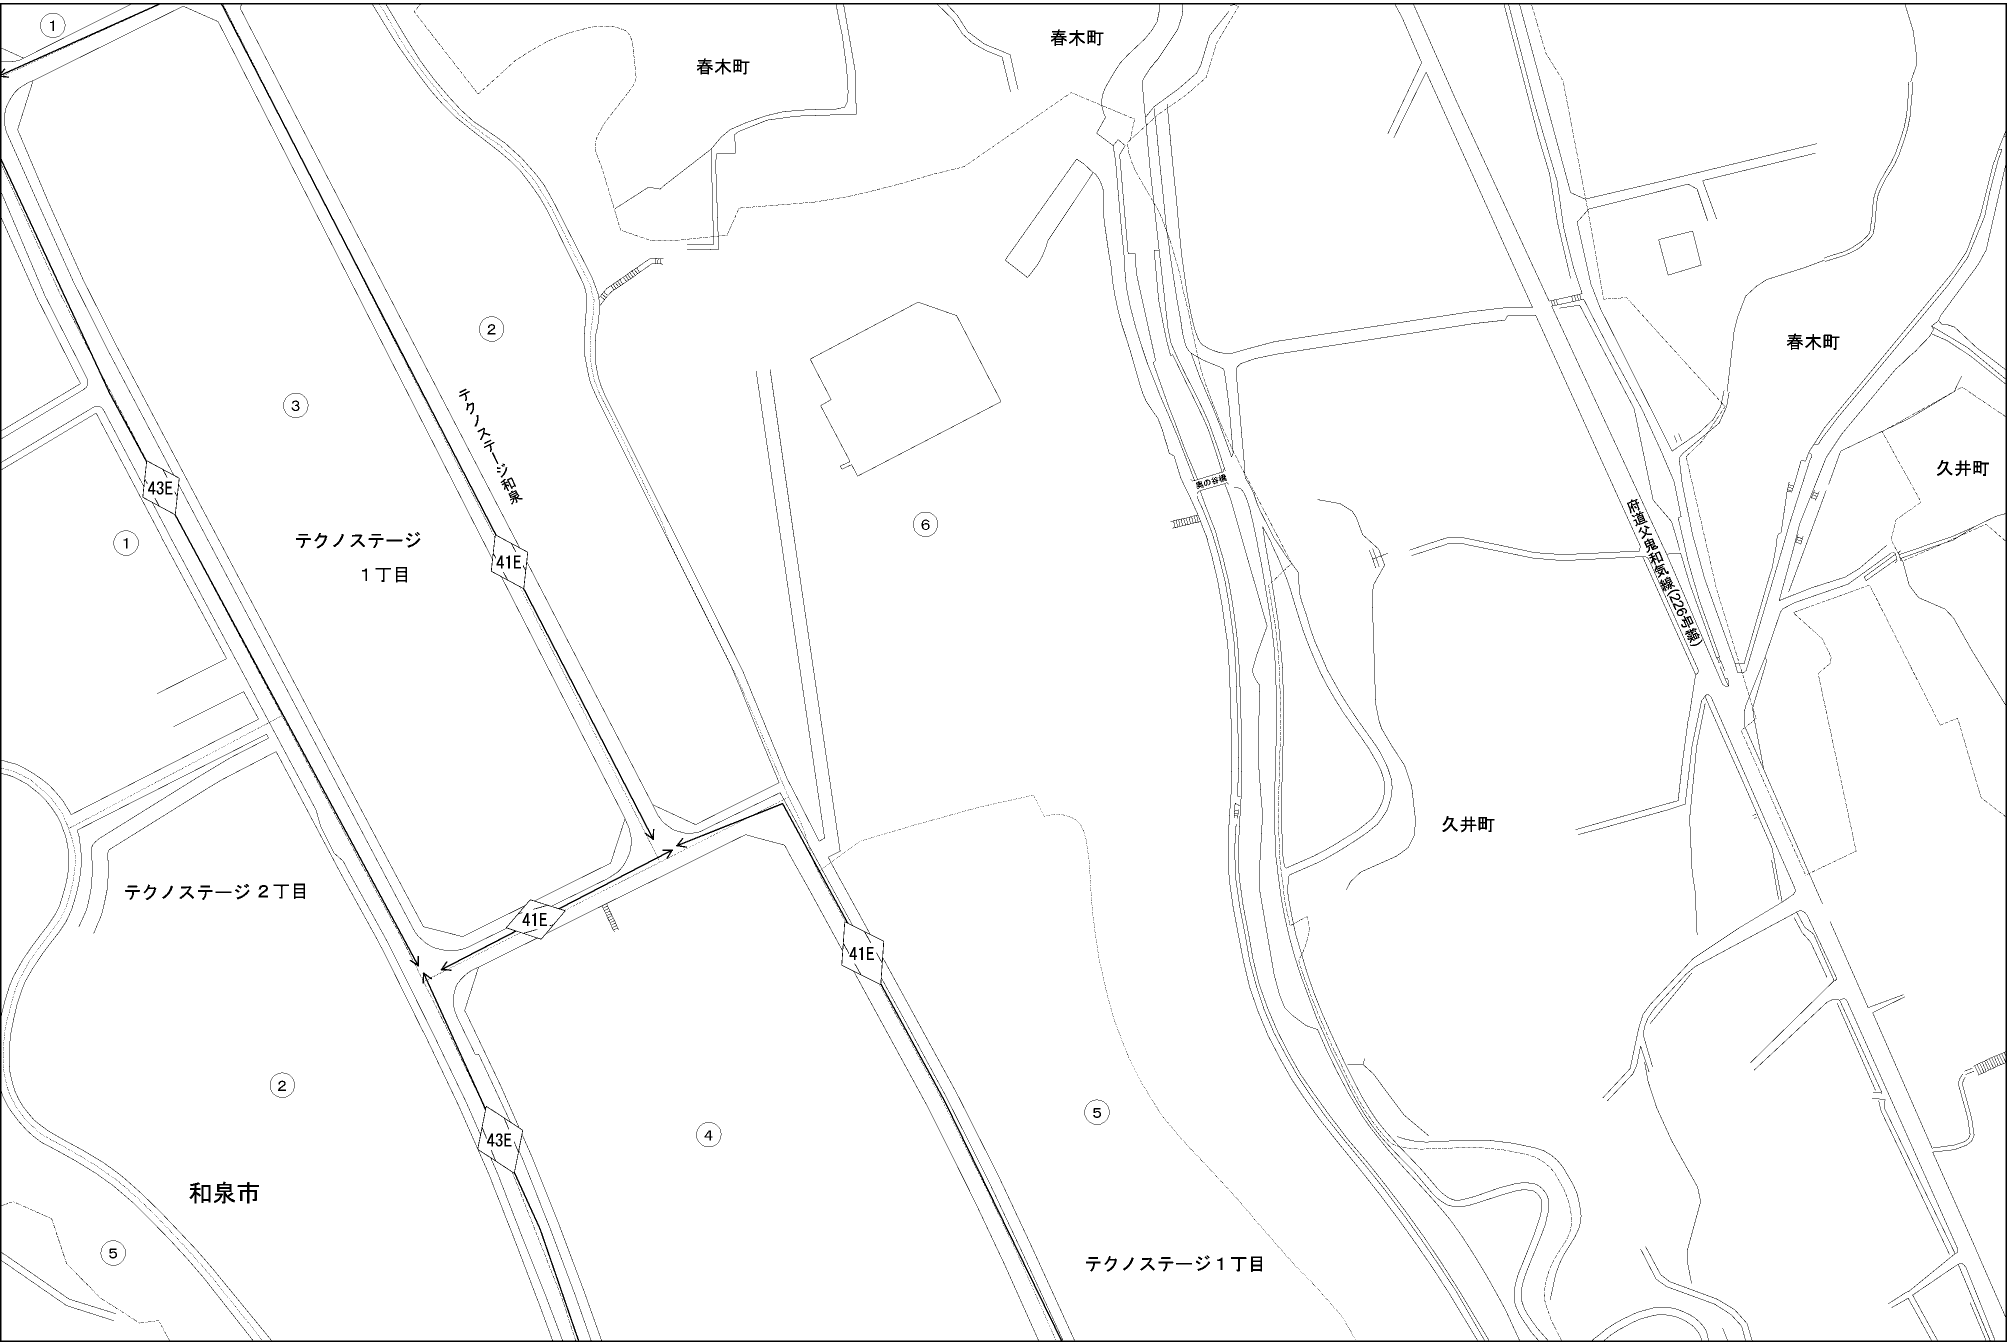 ①
春木町
春木町
②
春木町
③
テクノステージ和泉
久井町
43E
奥の谷橋
⑥
府道父鬼和気線(226号線)
①
テクノステージ
１丁目
41E
久井町
テクノステージ２丁目
41E
41E
②
⑤
④
43E
和泉市
⑤
テクノステージ１丁目